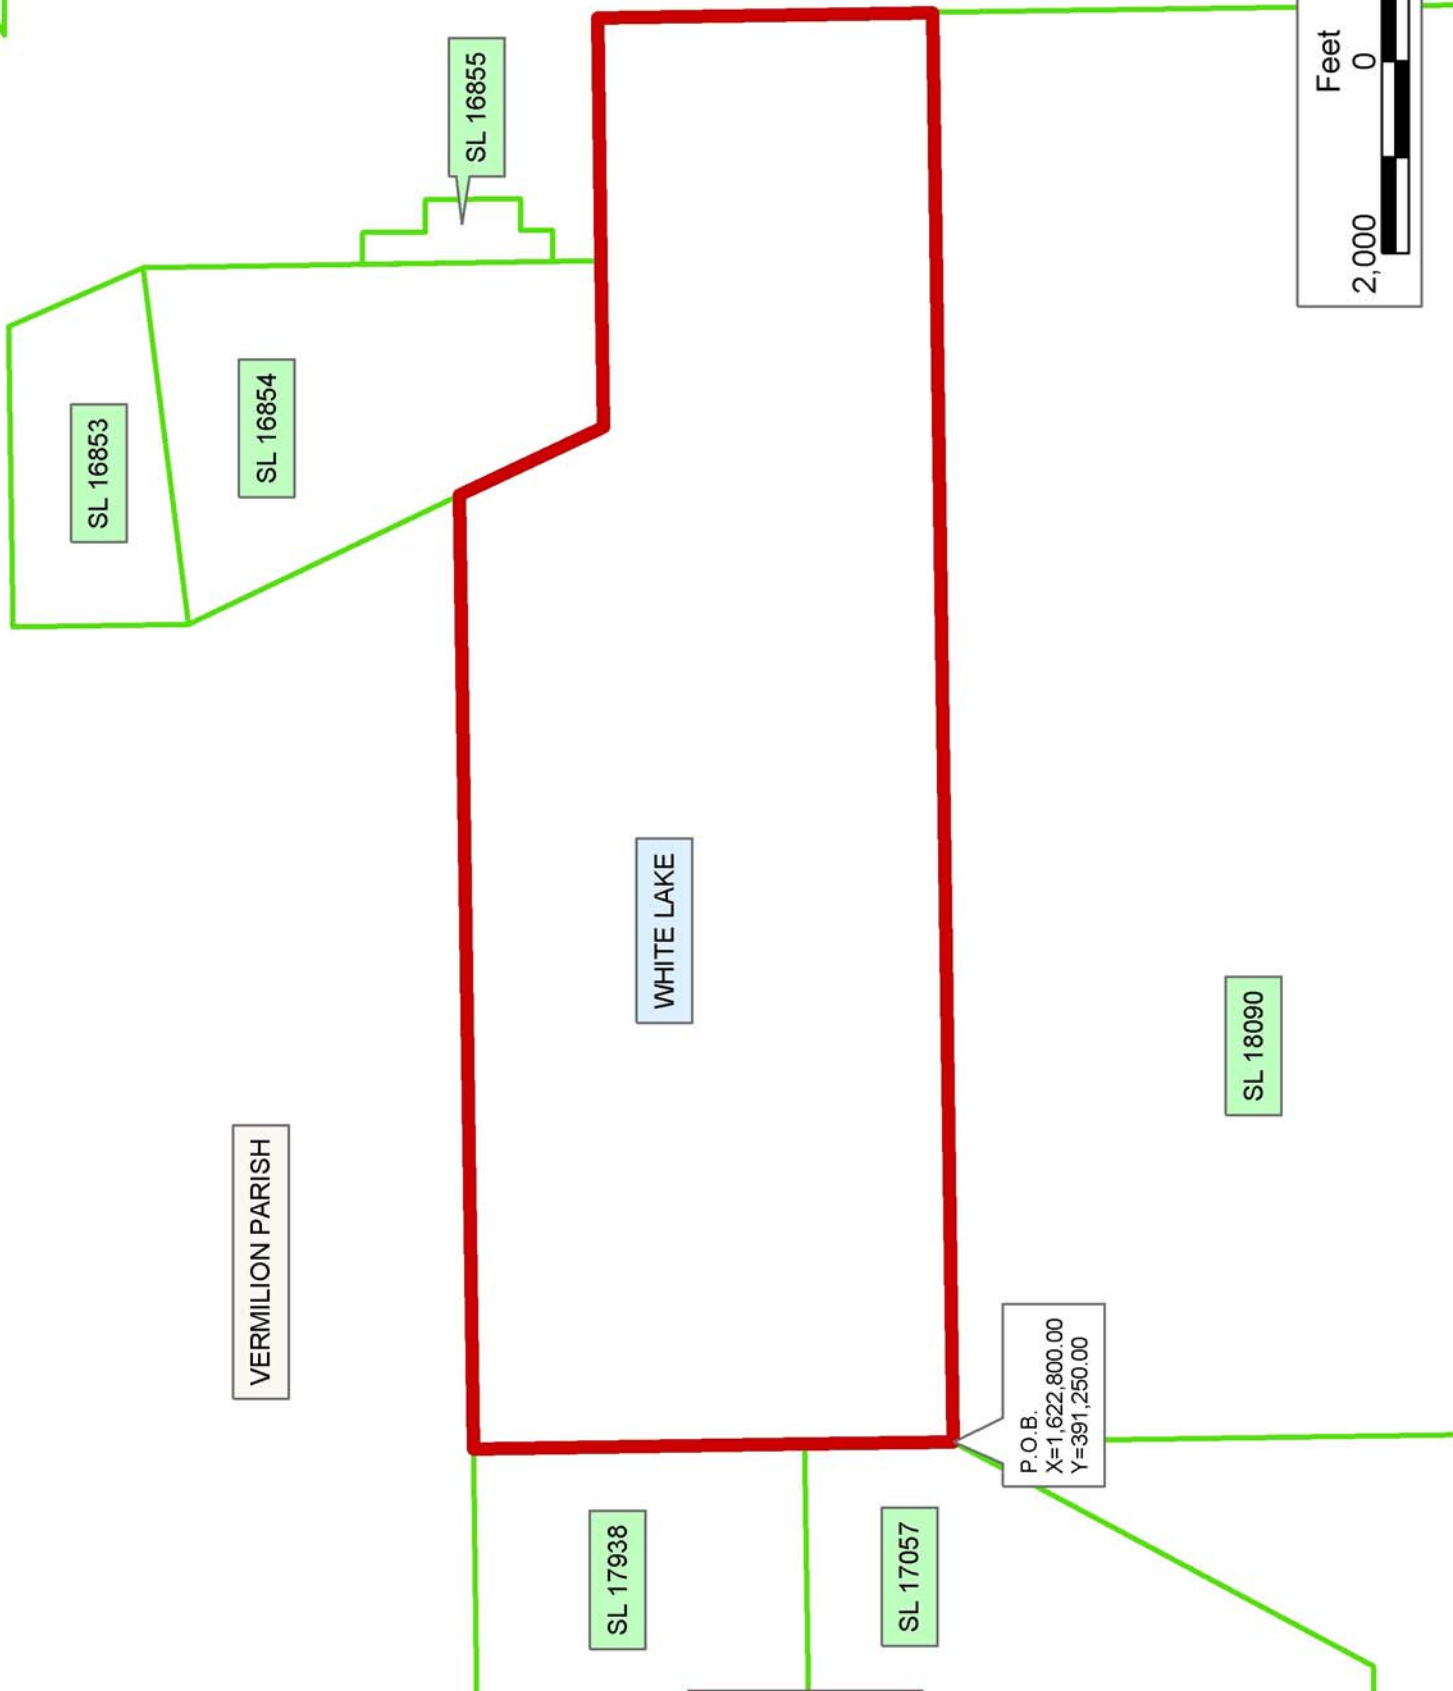 SL 16853
SL 16854
SL 16855
VERMILION PARISH
WHITE LAKE
SL 17938
SL 17057
P.O.B.
X=1,622,800.00
Y=391,250.00
SL 18090
Feet
2,000 0